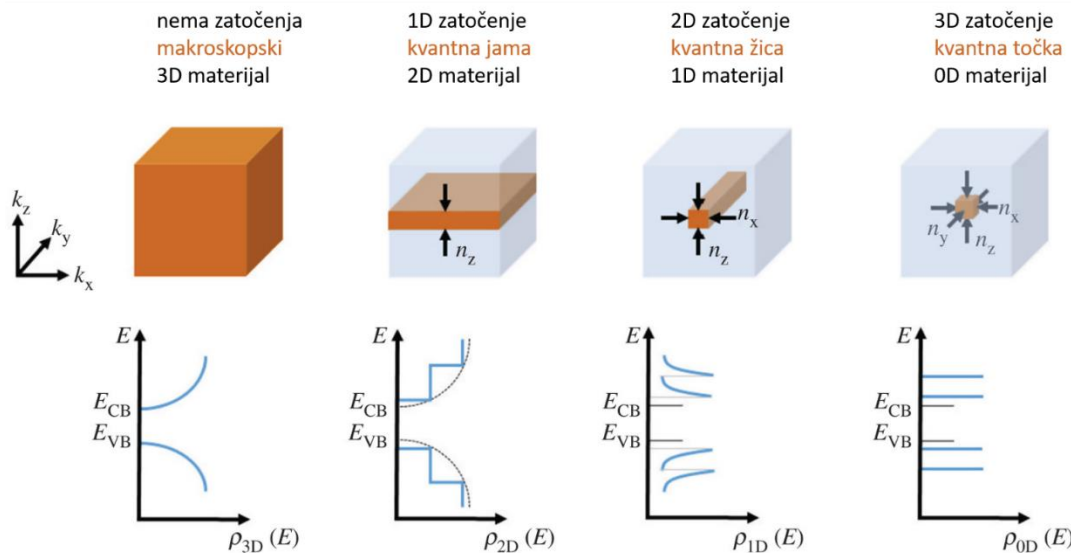 nema zatočenja
makroskopski
3D materijal
1D zatočenje
kvantna jama
2D materijal
2D zatočenje
kvantna žica
1D materijal
3D zatočenje
kvantna točka
0D materijal
k_z
k_y
k_x
n_z
n_x
n_z
n_x
n_y
n_z
E
E_CB
E_VB
ρ_3D (E)
E
E_CB
E_VB
ρ_2D (E)
E
E_CB
E_VB
ρ_1D (E)
E
E_CB
E_VB
ρ_0D (E)